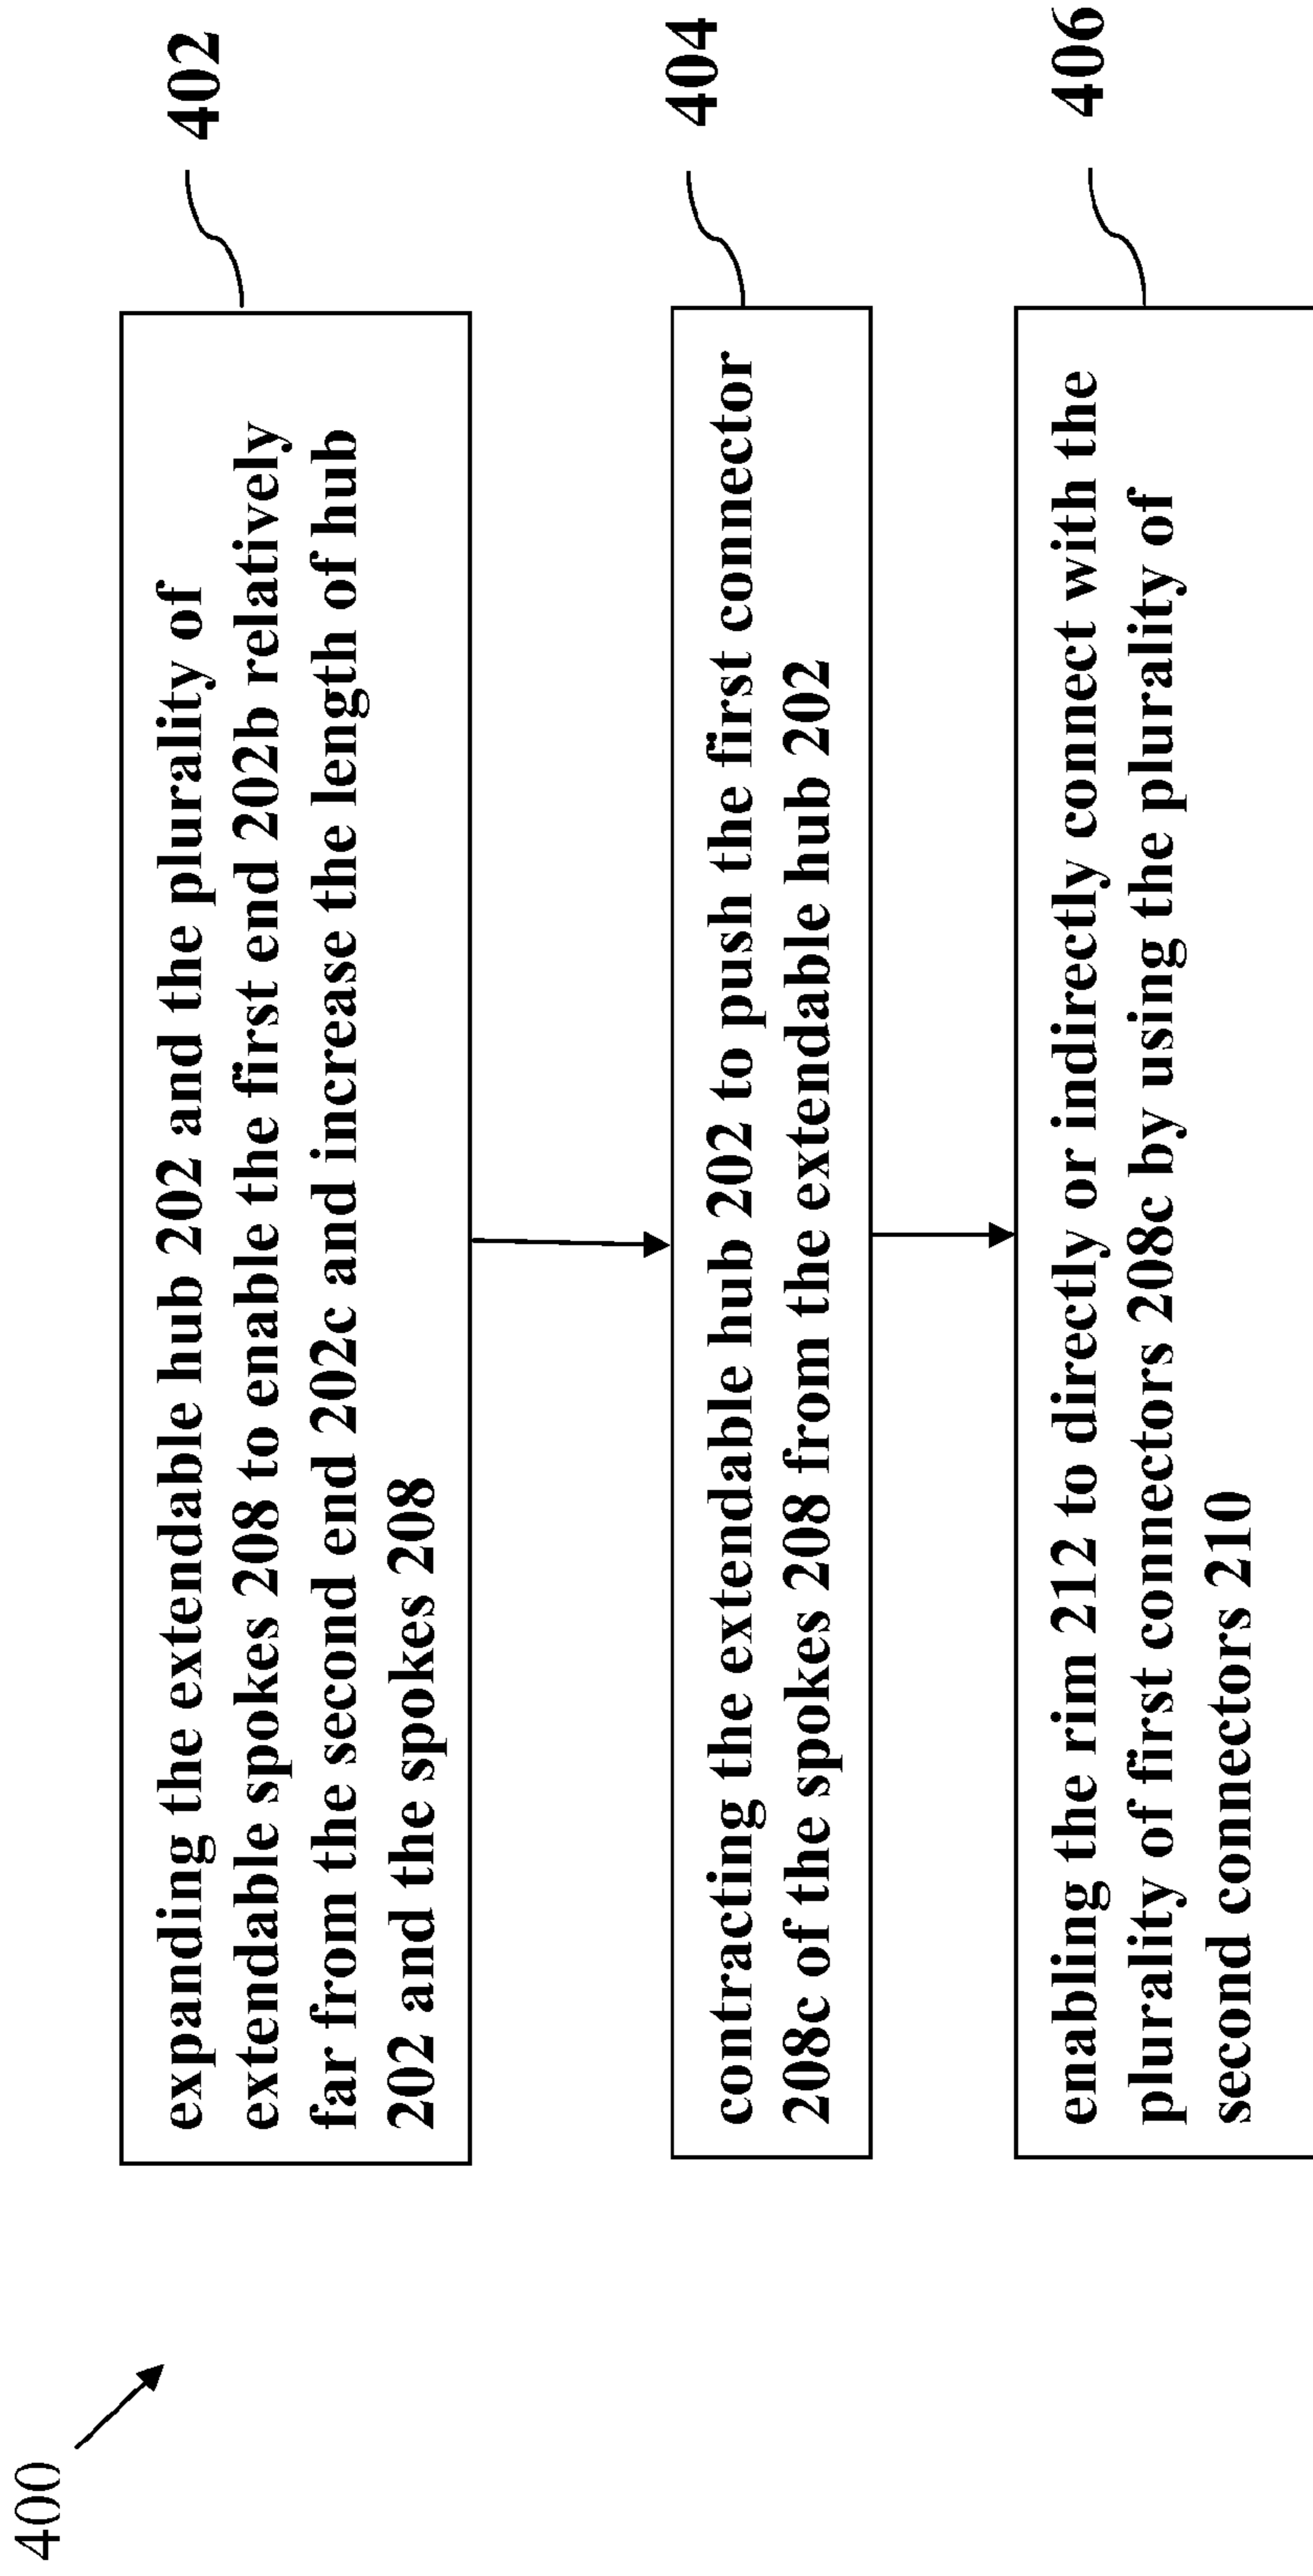 400
402
expanding the extendable hub 202 and the plurality of
extendable spokes 208 to enable the first end 202b relatively
far from the second end 202c and increase the length of hub
202 and the spokes 208
404
contracting the extendable hub 202 to push the first connector
208c of the spokes 208 from the extendable hub 202
406
enabling the rim 212 to directly or indirectly connect with the
plurality of first connectors 208c by using the plurality of
second connectors 210